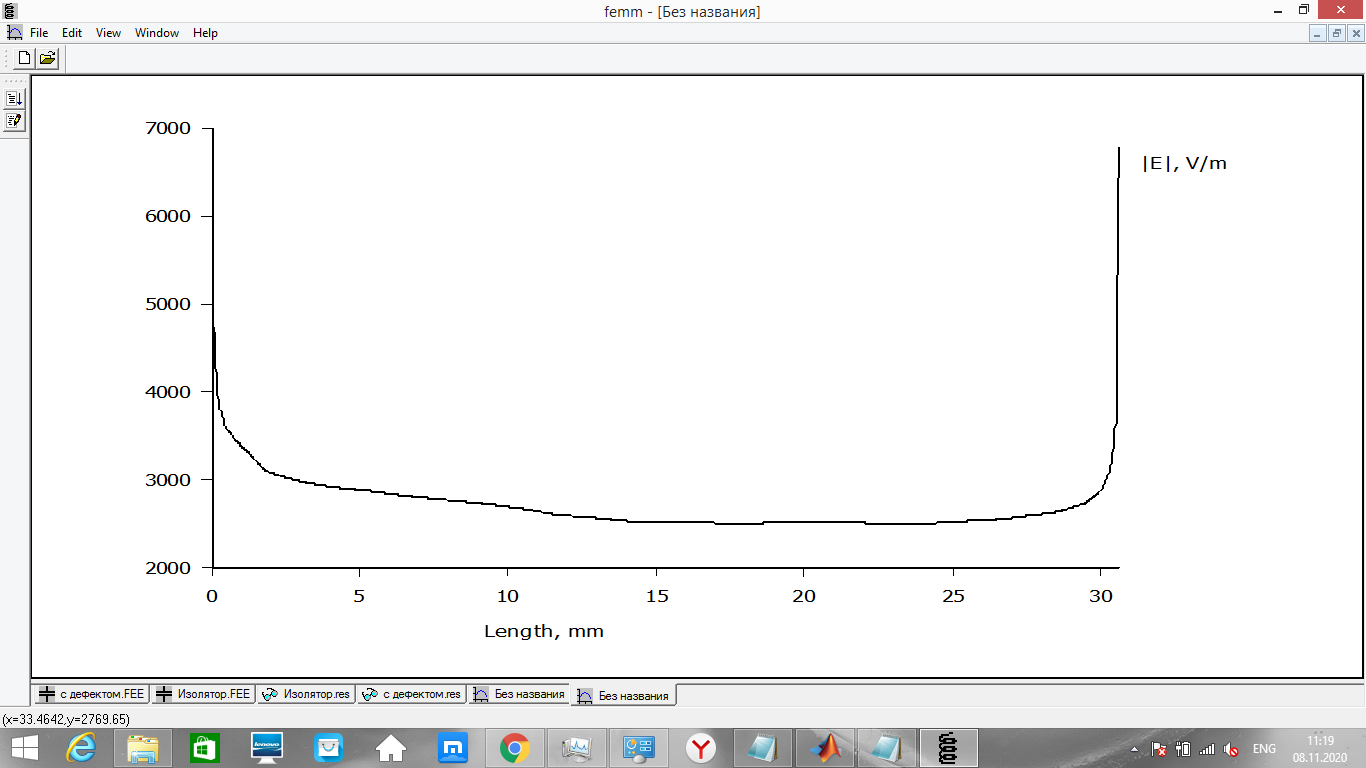 femm - [Без названия]
File Edit View Window Help
7000
|E|, V/m
6000
5000
4000
3000
2000
0 5 10 15 20 25 30
Length, mm
с дефектом.FEE Изолятор.FEE Изолятор.res с дефектом.res Без названия Без названия
(x=33.4642,y=2769.65)
lenovo
ENG
11:19
08.11.2020